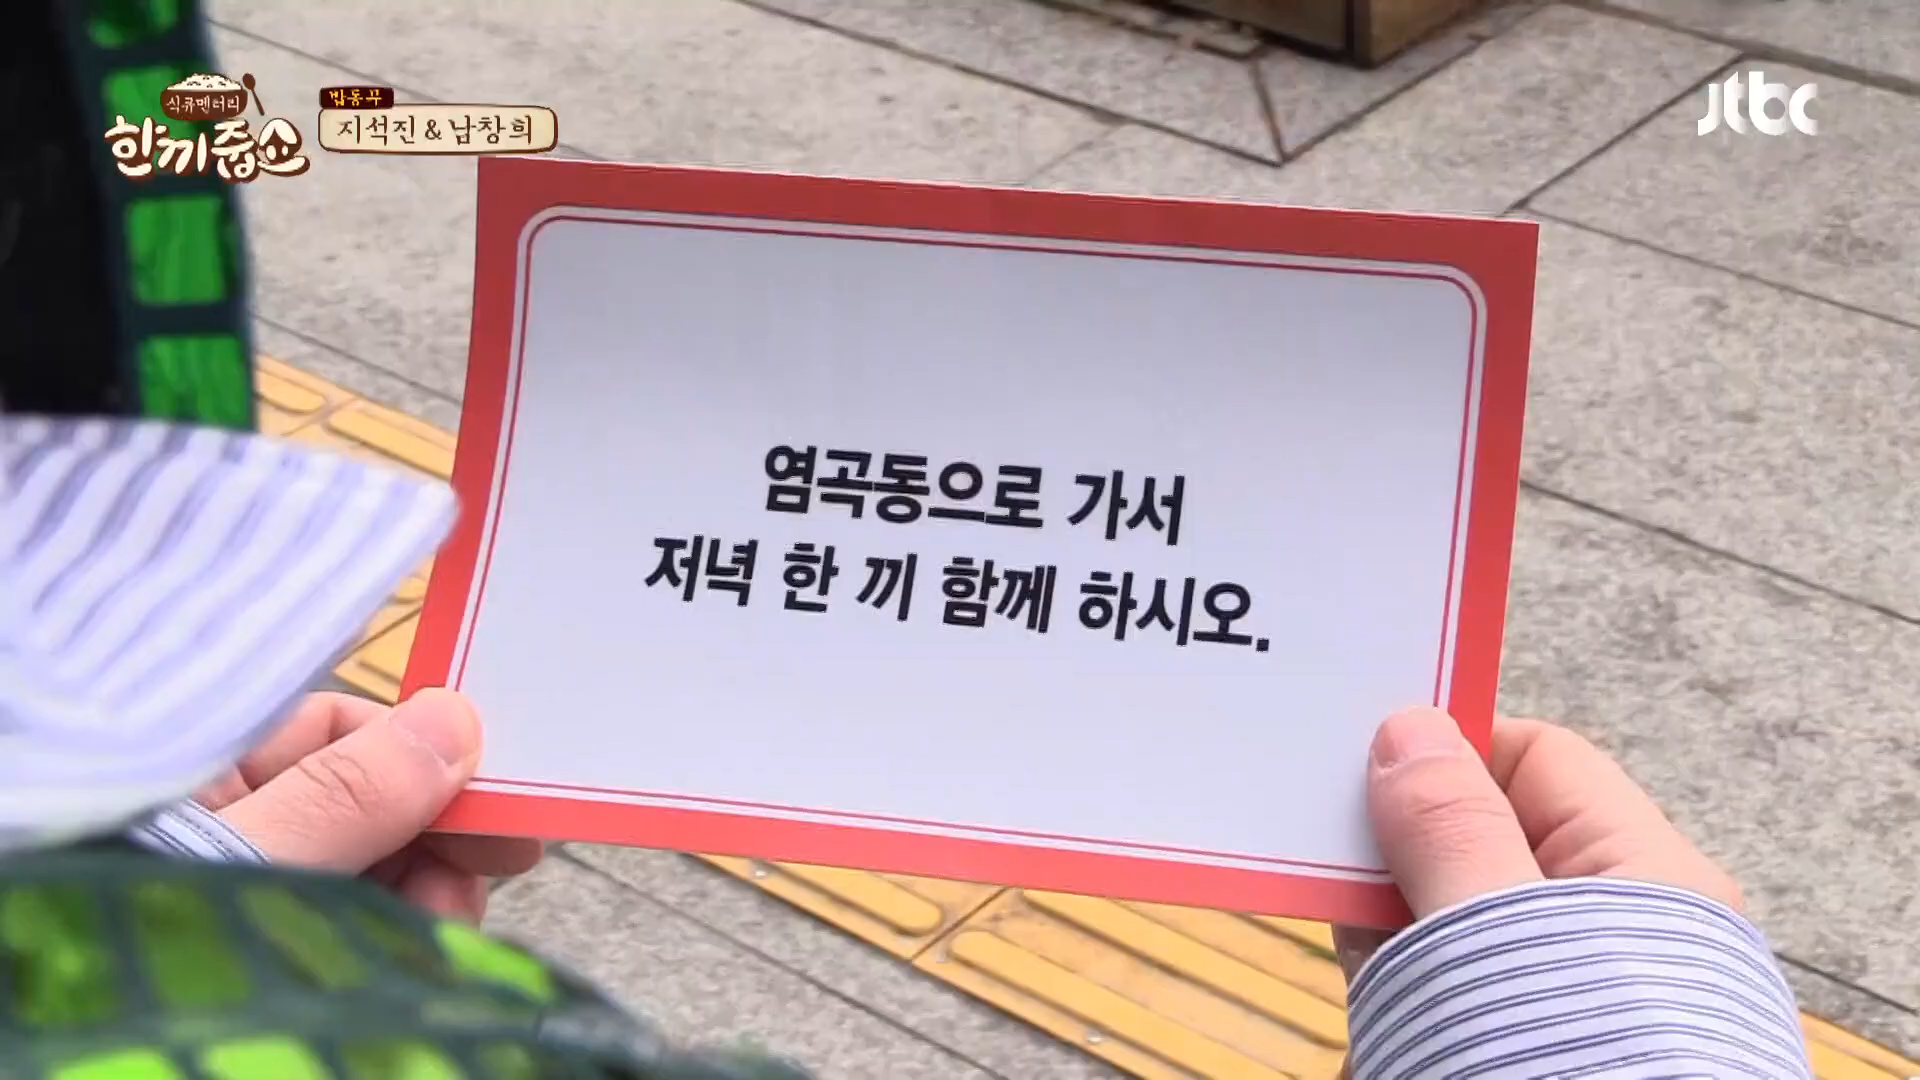 식큐멘터리
한끼줍쇼
밥동무
지석진 & 남창희
jtbc
염곡동으로 가서
저녁 한 끼 함께 하시오.